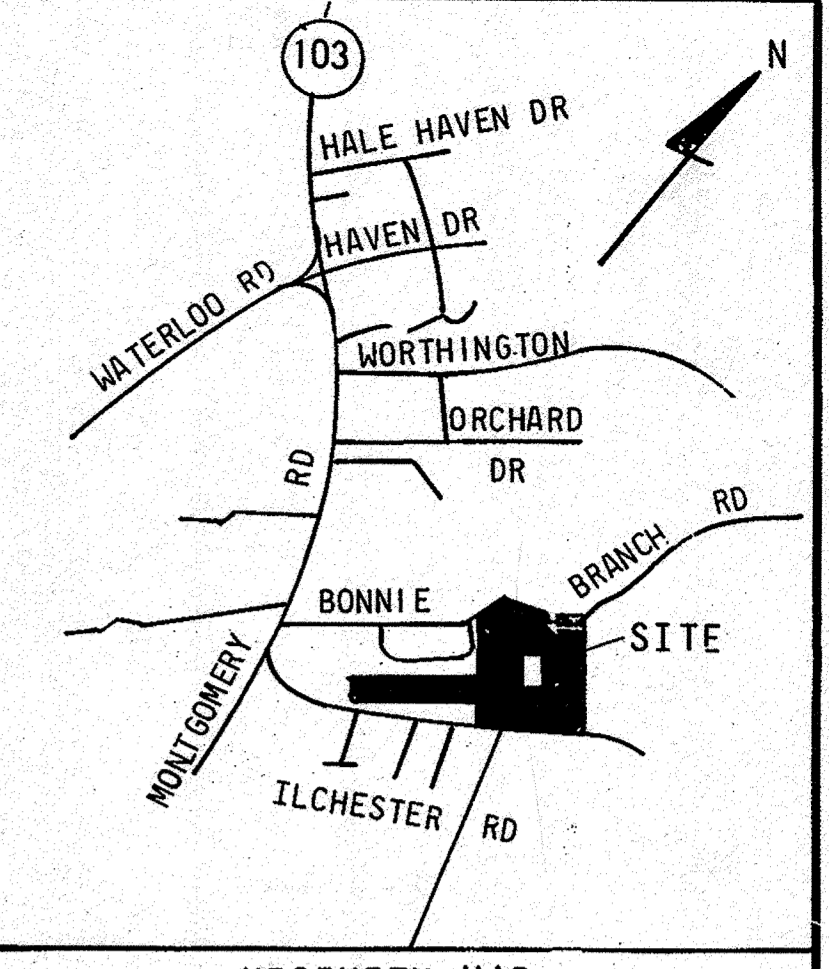 103
N
HALE HAVEN DR
HAVEN DR
WATERLOO RD
WORTHINGTON
ORCHARD
DR
RD
BRANCH RD
BONNIE
SITE
MONTGOMERY
ILCHESTER RD